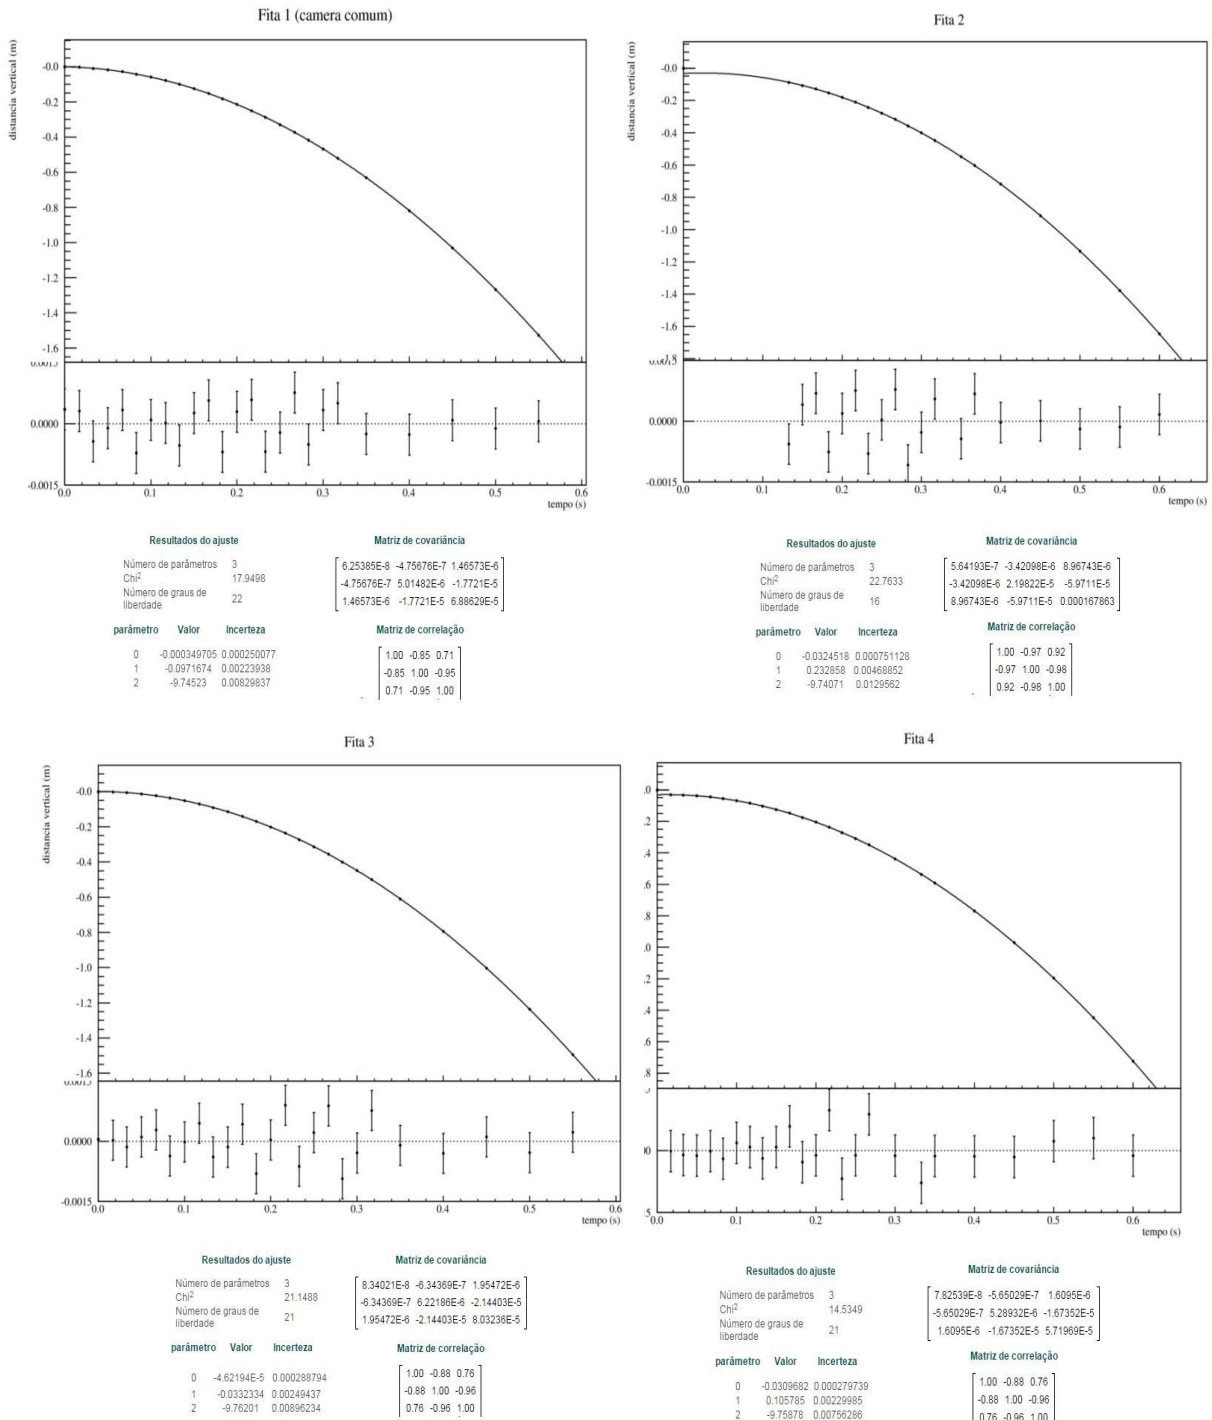 Fita 1 (camera comum)
distancia vertical (m)
-0.0
-0.2
-0.4
-0.6
-0.8
-1.0
-1.2
-1.4
-1.6
0.0015
0.0000
-0.0015
0.0 0.1 0.2 0.3 0.4 0.5 0.6
tempo (s)
Resultados do ajuste
Número de parâmetros 3
Chi² 17.9498
Número de graus de
liberdade 22
parâmetro Valor Incerteza
0 -0.000349705 0.000250077
1 -0.0971674 0.00223938
2 -9.74523 0.00829837
Matriz de covariância
6.25385E-8 -4.75676E-7 1.46573E-6
-4.75676E-7 5.01482E-6 -1.7721E-5
1.46573E-6 -1.7721E-5 6.88629E-5
Matriz de correlação
1.00 -0.85 0.71
-0.85 1.00 -0.95
0.71 -0.95 1.00
Fita 2
distancia vertical (m)
-0.0
-0.2
-0.4
-0.6
-0.8
-1.0
-1.2
-1.4
-1.6
-1.8
0.0015
0.0000
-0.0015
0.0 0.1 0.2 0.3 0.4 0.5 0.6
tempo (s)
Resultados do ajuste
Número de parâmetros 3
Chi² 22.7633
Número de graus de
liberdade 16
parâmetro Valor Incerteza
0 -0.0324518 0.000751128
1 0.232858 0.00468852
2 -9.74071 0.0129562
Matriz de covariância
5.64193E-7 -3.42098E-6 8.96743E-6
-3.42098E-6 2.19822E-5 -5.9711E-5
8.96743E-6 -5.9711E-5 0.000167863
Matriz de correlação
1.00 -0.97 0.92
-0.97 1.00 -0.98
0.92 -0.98 1.00
Fita 3
distancia vertical (m)
-0.0
-0.2
-0.4
-0.6
-0.8
-1.0
-1.2
-1.4
-1.6
0.0015
0.0000
-0.0015
0.0 0.1 0.2 0.3 0.4 0.5 0.6
tempo (s)
Resultados do ajuste
Número de parâmetros 3
Chi² 21.1488
Número de graus de
liberdade 21
parâmetro Valor Incerteza
0 -4.62194E-5 0.000288794
1 -0.0332334 0.00249437
2 -9.76201 0.00896234
Matriz de covariância
8.34021E-8 -6.34369E-7 1.95472E-6
-6.34369E-7 6.22186E-6 -2.14403E-5
1.95472E-6 -2.14403E-5 8.03236E-5
Matriz de correlação
1.00 -0.88 0.76
-0.88 1.00 -0.96
0.76 -0.96 1.00
Fita 4
.0
.2
.4
.6
.8
.0
.2
.4
.6
.8
5
00
.5
0.0 0.1 0.2 0.3 0.4 0.5 0.6
tempo (s)
Resultados do ajuste
Número de parâmetros 3
Chi² 14.5349
Número de graus de
liberdade 21
parâmetro Valor Incerteza
0 -0.0309682 0.000279739
1 0.105785 0.00229985
2 -9.75878 0.00756286
Matriz de covariância
7.82539E-8 -5.65029E-7 1.6095E-6
-5.65029E-7 5.28932E-6 -1.67352E-5
1.6095E-6 -1.67352E-5 5.71969E-5
Matriz de correlação
1.00 -0.88 0.76
-0.88 1.00 -0.96
0.76 -0.96 1.00